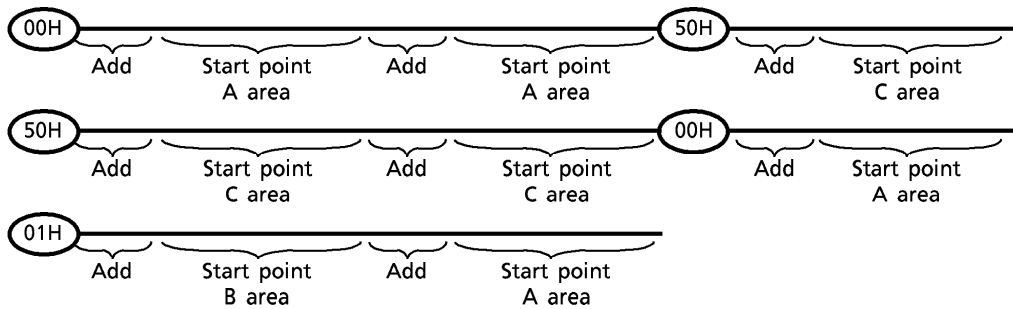 00H 50H
Add Start point Add Start point Add Start point
A area A area C area
50H 00H
Add Start point Add Start point Add Start point
C area C area A area
01H
Add Start point Add Start point
B area A area